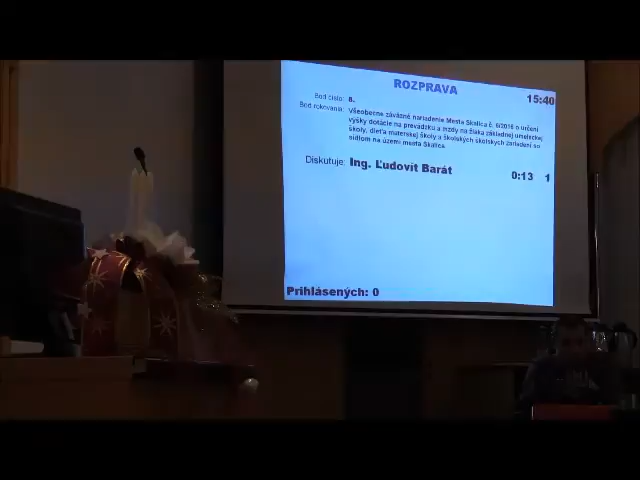 ROZPRAVA
15:40
Bod číslo: 8.
Bod rokovania: Všeobecne záväzné nariadenie Mesta Skalica č. 6/2016 o určení
výšky dotácie na prevádzku a mzdy na žiaka základnej umeleckej
školy, dieťa materskej školy a školských školských zariadení so
sídlom na území mesta Skalica.
Diskutuje: Ing. Ľudovít Barát 0:13 1
Prihlásených: 0